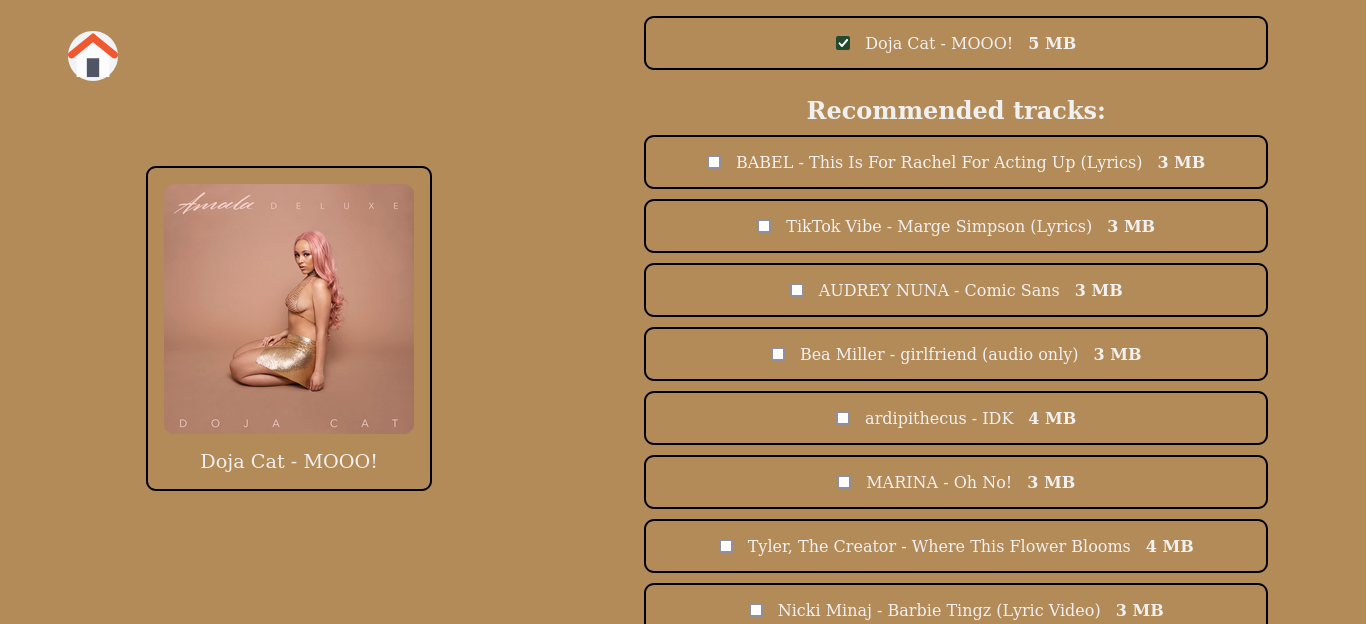 Doja Cat - MOOO! 5 MB
Recommended tracks:
BABEL - This Is For Rachel For Acting Up (Lyrics) 3 MB
TikTok Vibe - Marge Simpson (Lyrics) 3 MB
AUDREY NUNA - Comic Sans 3 MB
Bea Miller - girlfriend (audio only) 3 MB
ardipithecus - IDK 4 MB
MARINA - Oh No! 3 MB
Tyler, The Creator - Where This Flower Blooms 4 MB
Nicki Minaj - Barbie Tingz (Lyric Video) 3 MB
Amala DELUXE
DOJA CAT
Doja Cat - MOOO!